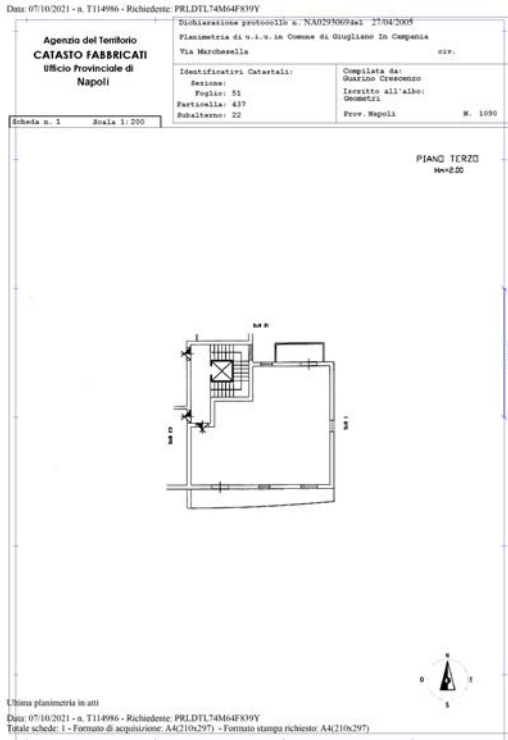 Data: 07/10/2021 - n. T114986 - Richiedente: PRLDTL74M64F839Y
Agenzia del Territorio
CATASTO FABBRICATI
Ufficio Provinciale di
Napoli
Dichiarazione protocollo n. NA0293069del 27/04/2005
Planimetria di u.i.u. in Comune di Giugliano In Campania
Via Marchesella civ.
Identificativi Catastali:
Sezione:
Foglio: 51
Particella: 437
Subalterno: 22
Compilata da:
Guarino Crescenzo
Iscritto all'albo:
Geometri
Prov. Napoli N. 1090
Scheda n. 1 Scala 1:200
PIANO TERZO
Hm=2.00
N
O E
S
Ultima planimetria in atti
Data: 07/10/2021 - n. T114986 - Richiedente: PRLDTL74M64F839Y
Totale schede: 1 - Formato di acquisizione: A4(210x297) - Formato stampa richiesto: A4(210x297)